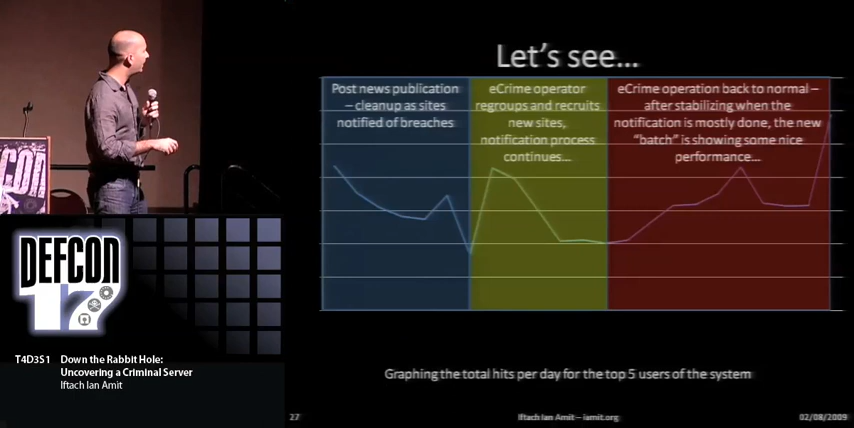 Let's see...
Post news publication
– cleanup as sites
notified of breaches
eCrime operator
regroups and recruits
new sites,
notification process
continues...
eCrime operation back to normal –
after stabilizing when the
notification is mostly done, the new
"batch" is showing some nice
performance...
Graphing the total hits per day for the top 5 users of the system
27
Iftach Ian Amit – iamit.org
02/08/2009
DEFCON
DEFCON
17
T4D3S1 Down the Rabbit Hole:
Uncovering a Criminal Server
Iftach Ian Amit